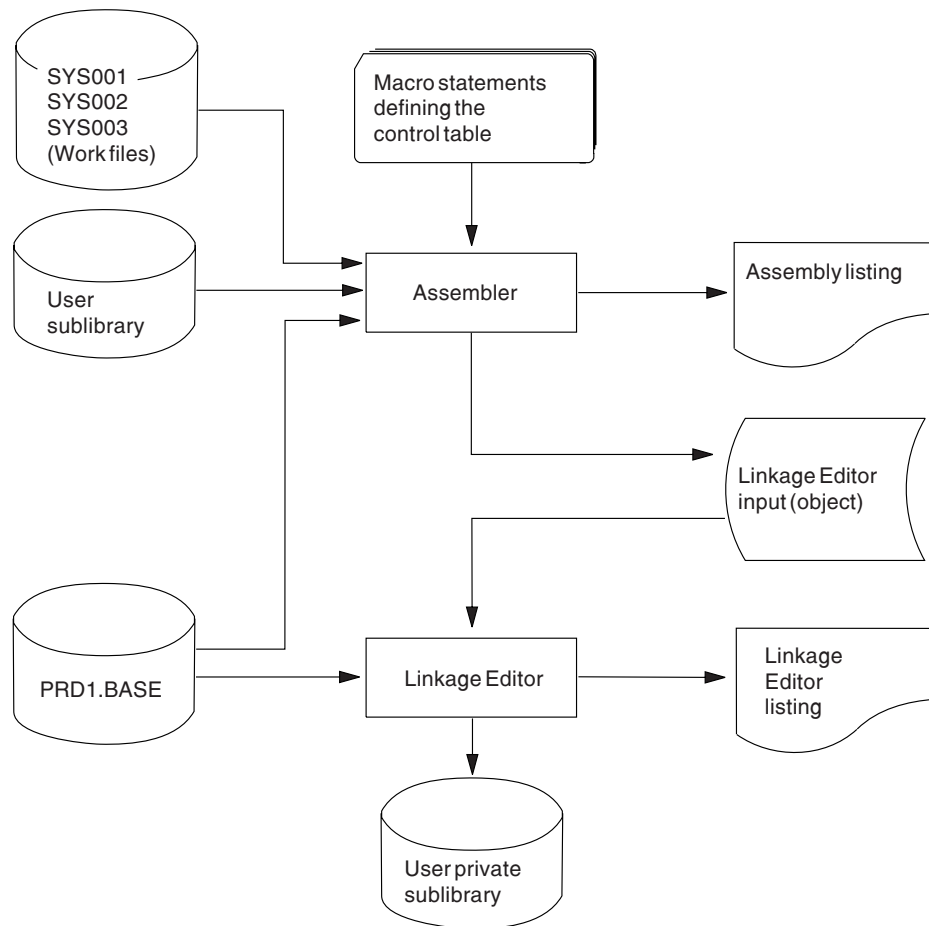 SYS001
SYS002
SYS003
(Work files)
Macro statements
defining the
control table
User
sublibrary
Assembler
Assembly listing
Linkage Editor
input (object)
PRD1.BASE
Linkage Editor
Linkage
Editor
listing
User private
sublibrary